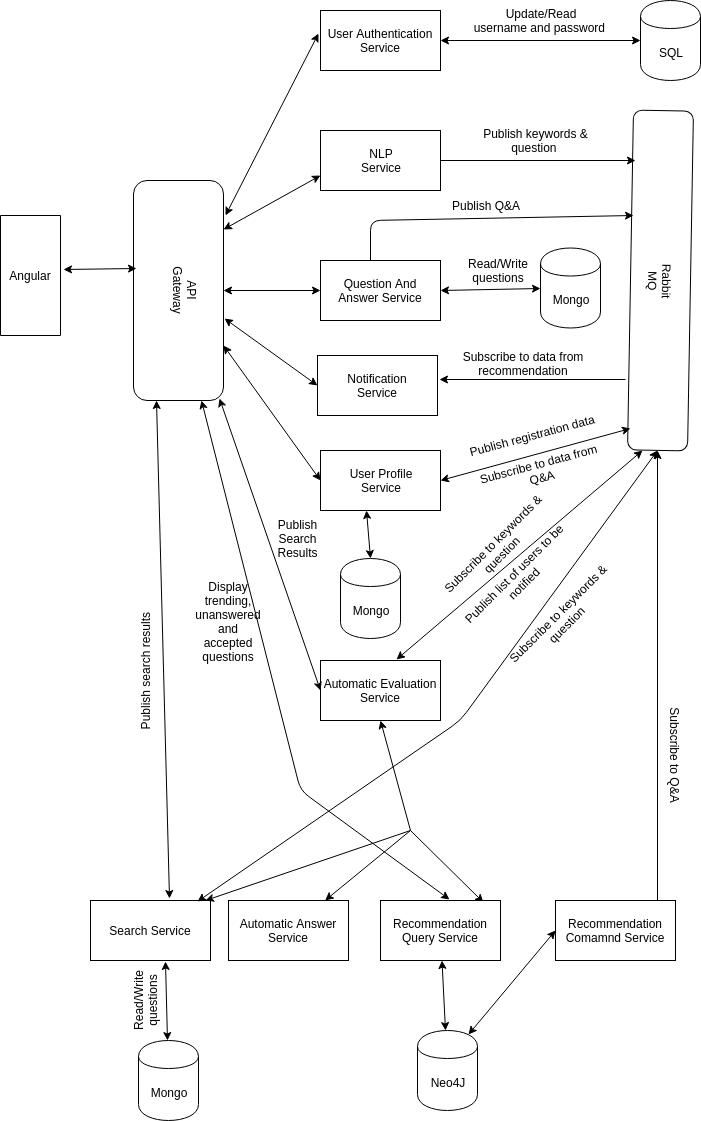 Update/Read
username and password
User Authentication
Service
SQL
Publish keywords &
question
NLP
Service
Publish Q&A
Angular
API
Gateway
Rabbit
MQ
Question And
Answer Service
Read/Write
questions
Mongo
Notification
Service
Subscribe to data from
recommendation
Publish registration data
Subscribe to data from
Q&A
User Profile
Service
Publish
Search
Results
Mongo
Subscribe to keywords &
question
Publish list of users to be
notified
Subscribe to keywords &
question
Display
trending,
unanswered
and
accepted
questions
Publish search results
Automatic Evaluation
Service
Subscribe to Q&A
Search Service
Automatic Answer
Service
Recommendation
Query Service
Recommendation
Comamnd Service
Read/Write
questions
Mongo
Neo4J